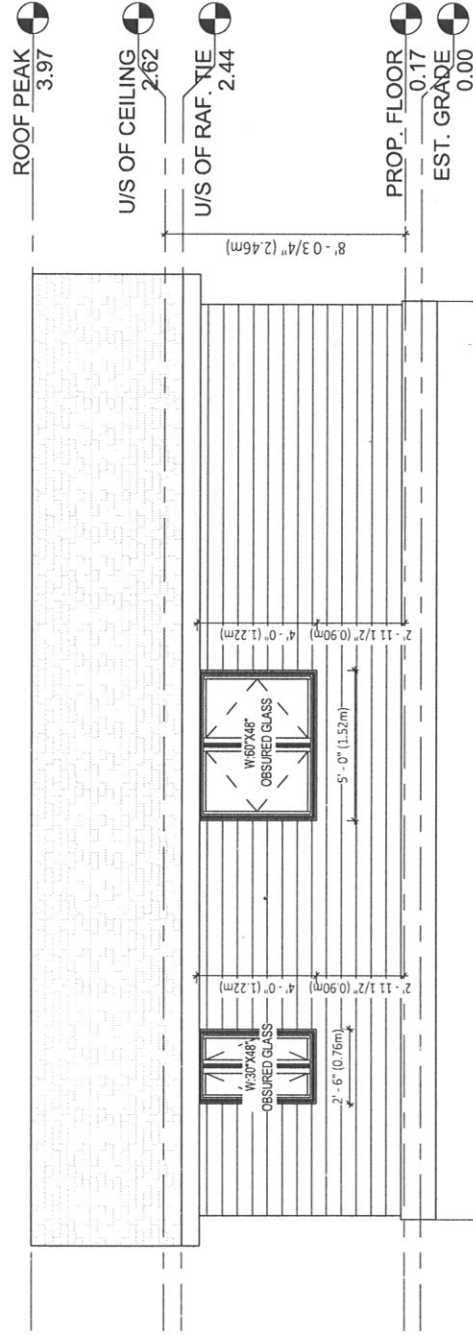 ROOF PEAK
3.97
U/S OF CEILING
2.62
U/S OF RAF. TIE
2.44
PROP. FLOOR
0.17
EST. GRADE
0.00
8' - 0 3/4" (2.46m)
4' - 0" (1.22m)
2' - 11 1/2" (0.90m)
W:60"X48"
OBSURED GLASS
5' - 0" (1.52m)
4' - 0" (1.22m)
2' - 11 1/2" (0.90m)
W:30"X48"
OBSURED GLASS
2' - 6" (0.76m)